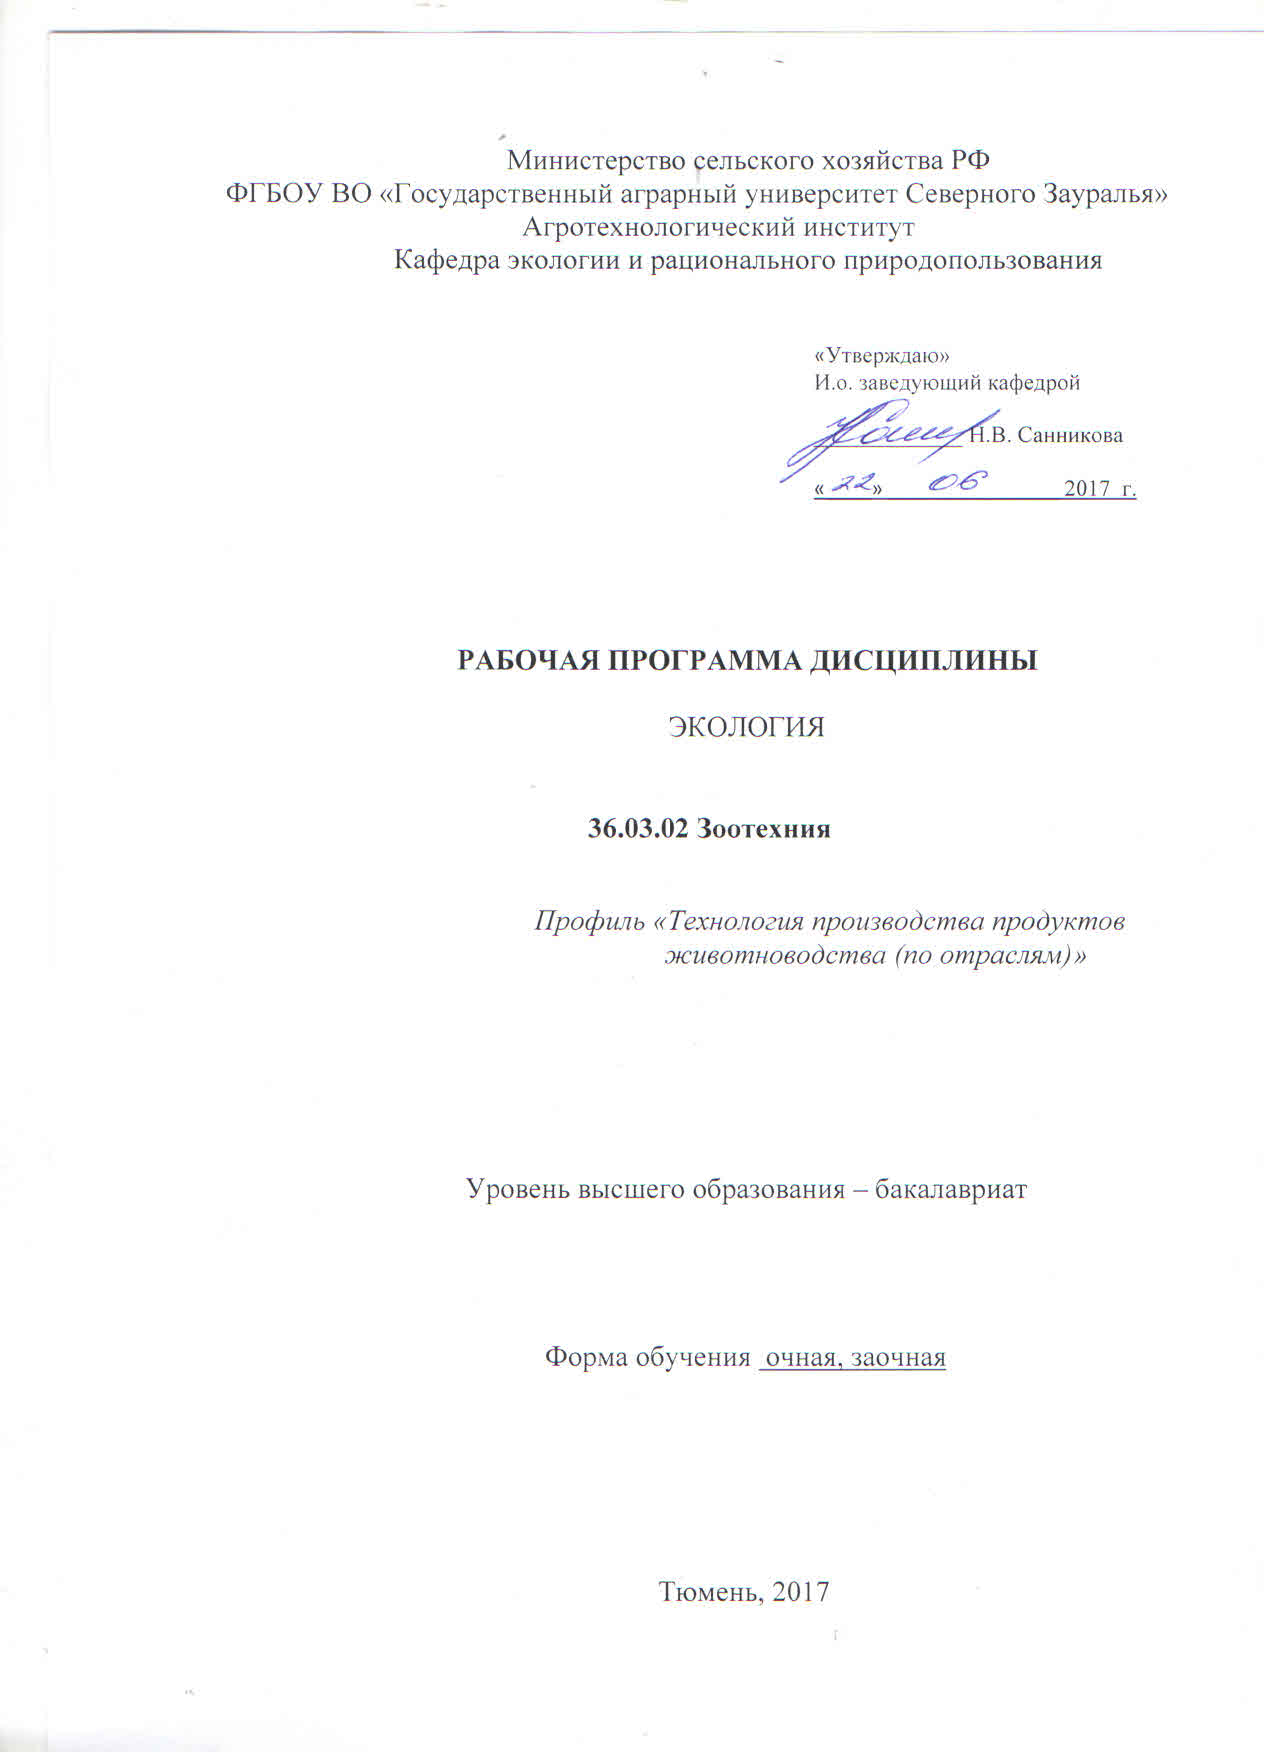 Министерство сельского хозяйства РФ
ФГБОУ ВО «Государственный аграрный университет Северного Зауралья»
Агротехнологический институт
Кафедра экологии и рационального природопользования
«Утверждаю»
И.о. заведующий кафедрой
Н.В. Санникова
«22» 06 2017 г.
РАБОЧАЯ ПРОГРАММА ДИСЦИПЛИНЫ
ЭКОЛОГИЯ
36.03.02 Зоотехния
Профиль «Технология производства продуктов
животноводства (по отраслям)»
Уровень высшего образования – бакалавриат
Форма обучения очная, заочная
Тюмень, 2017